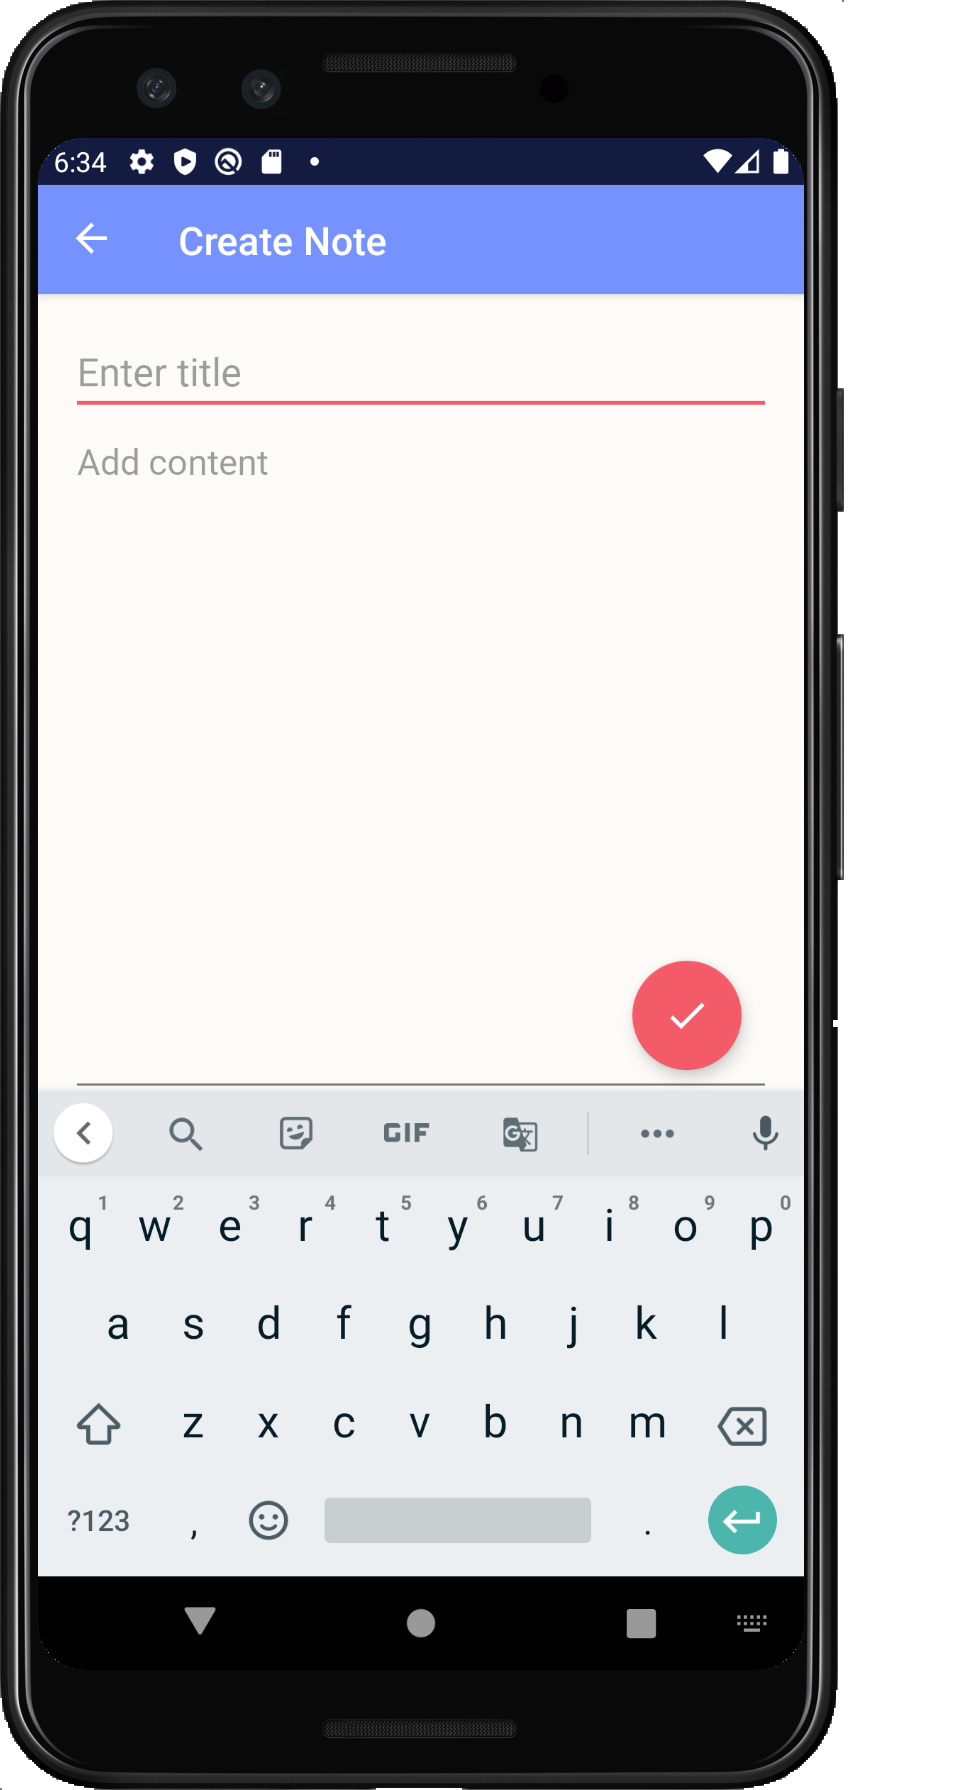 6:34
Create Note
Enter title
Add content
GIF
1 2 3 4 5 6 7 8 9 0
q w e r t y u i o p
a s d f g h j k l
z x c v b n m
?123 , .